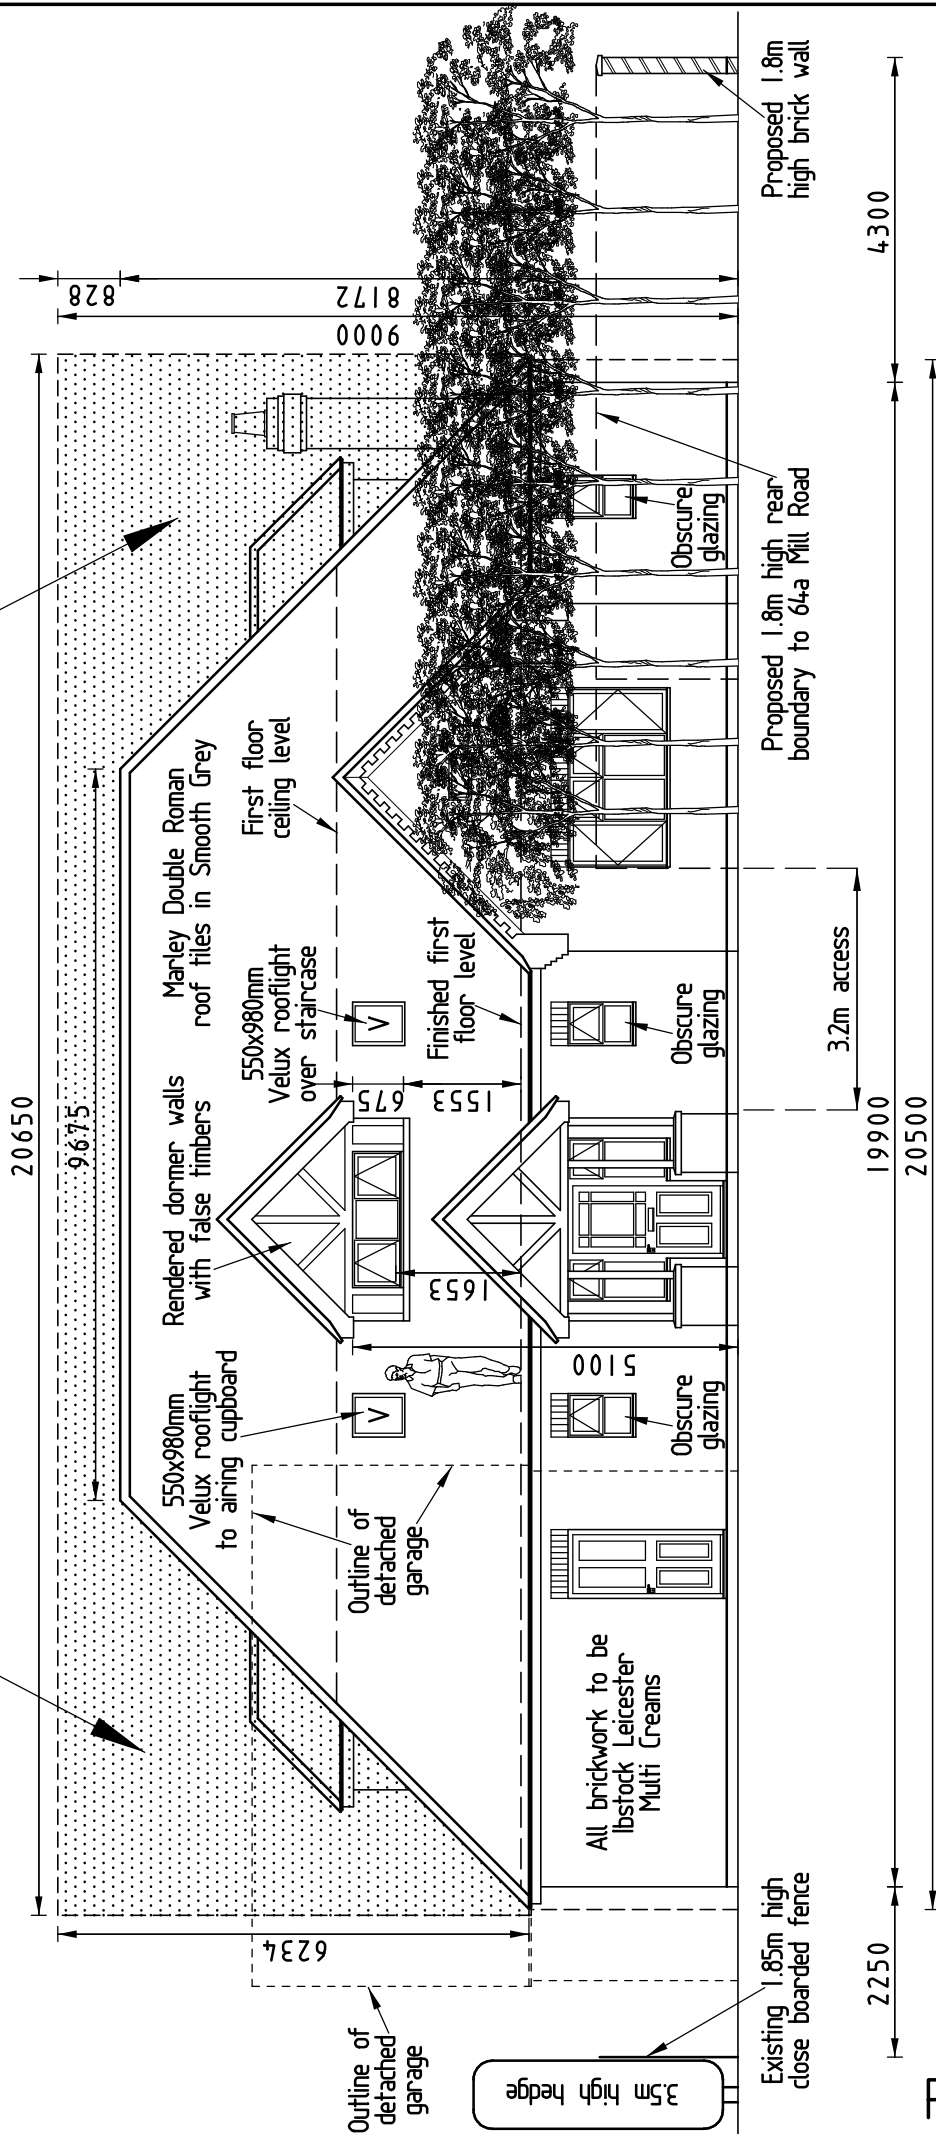 20650
9675
828
8172
9000
6234
Marley Double Roman
roof tiles in Smooth Grey
Rendered dormer walls
with false timbers
550x980mm
Velux rooflight
to airing cupboard
550x980mm
Velux rooflight
over staircase
First floor
ceiling level
Finished first
floor level
V
V
675
1553
1653
5100
Outline of
detached
garage
Outline of
detached
garage
Obscure
glazing
Obscure
glazing
Obscure
glazing
All brickwork to be
Ibstock Leicester
Multi Creams
3.5m high hedge
Existing 1.85m high
close boarded fence
3.2m access
Proposed 1.8m high rear
boundary to 64a Mill Road
Proposed 1.8m
high brick wall
2250
19900
4300
20500